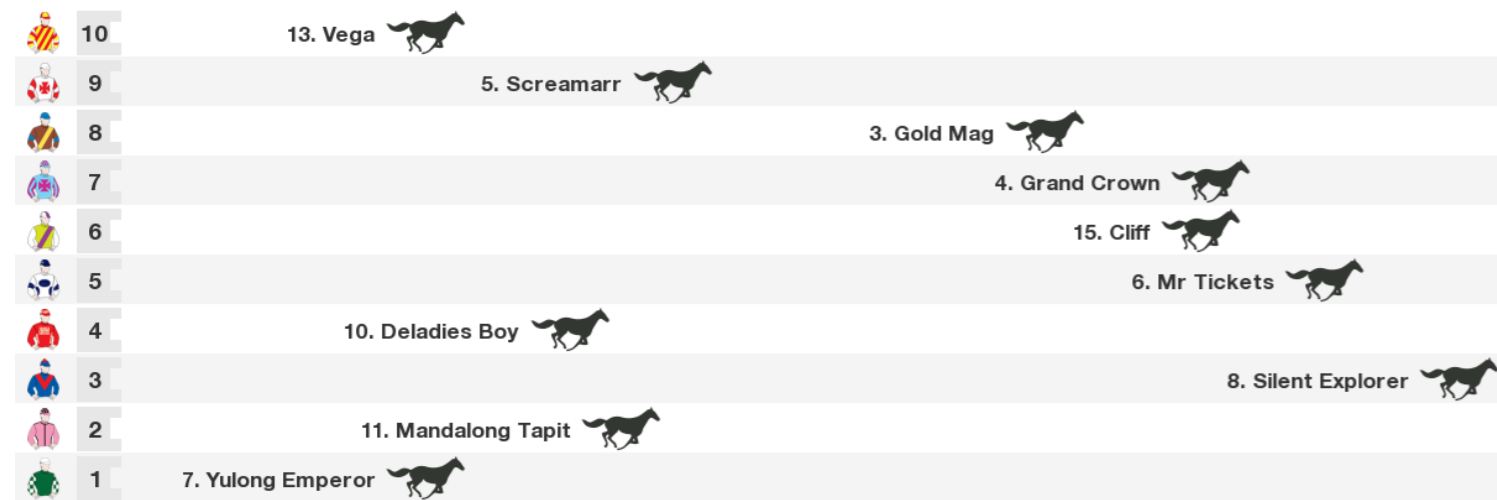 10 13. Vega
9 5. Screamarr
8 3. Gold Mag
7 4. Grand Crown
6 15. Cliff
5 6. Mr Tickets
4 10. Deladies Boy
3 8. Silent Explorer
2 11. Mandalong Tapit
1 7. Yulong Emperor